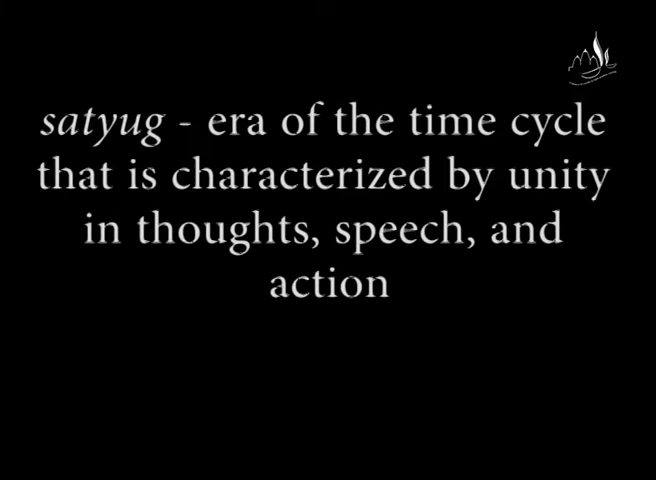 satyug - era of the time cycle
that is characterized by unity
in thoughts, speech, and
action